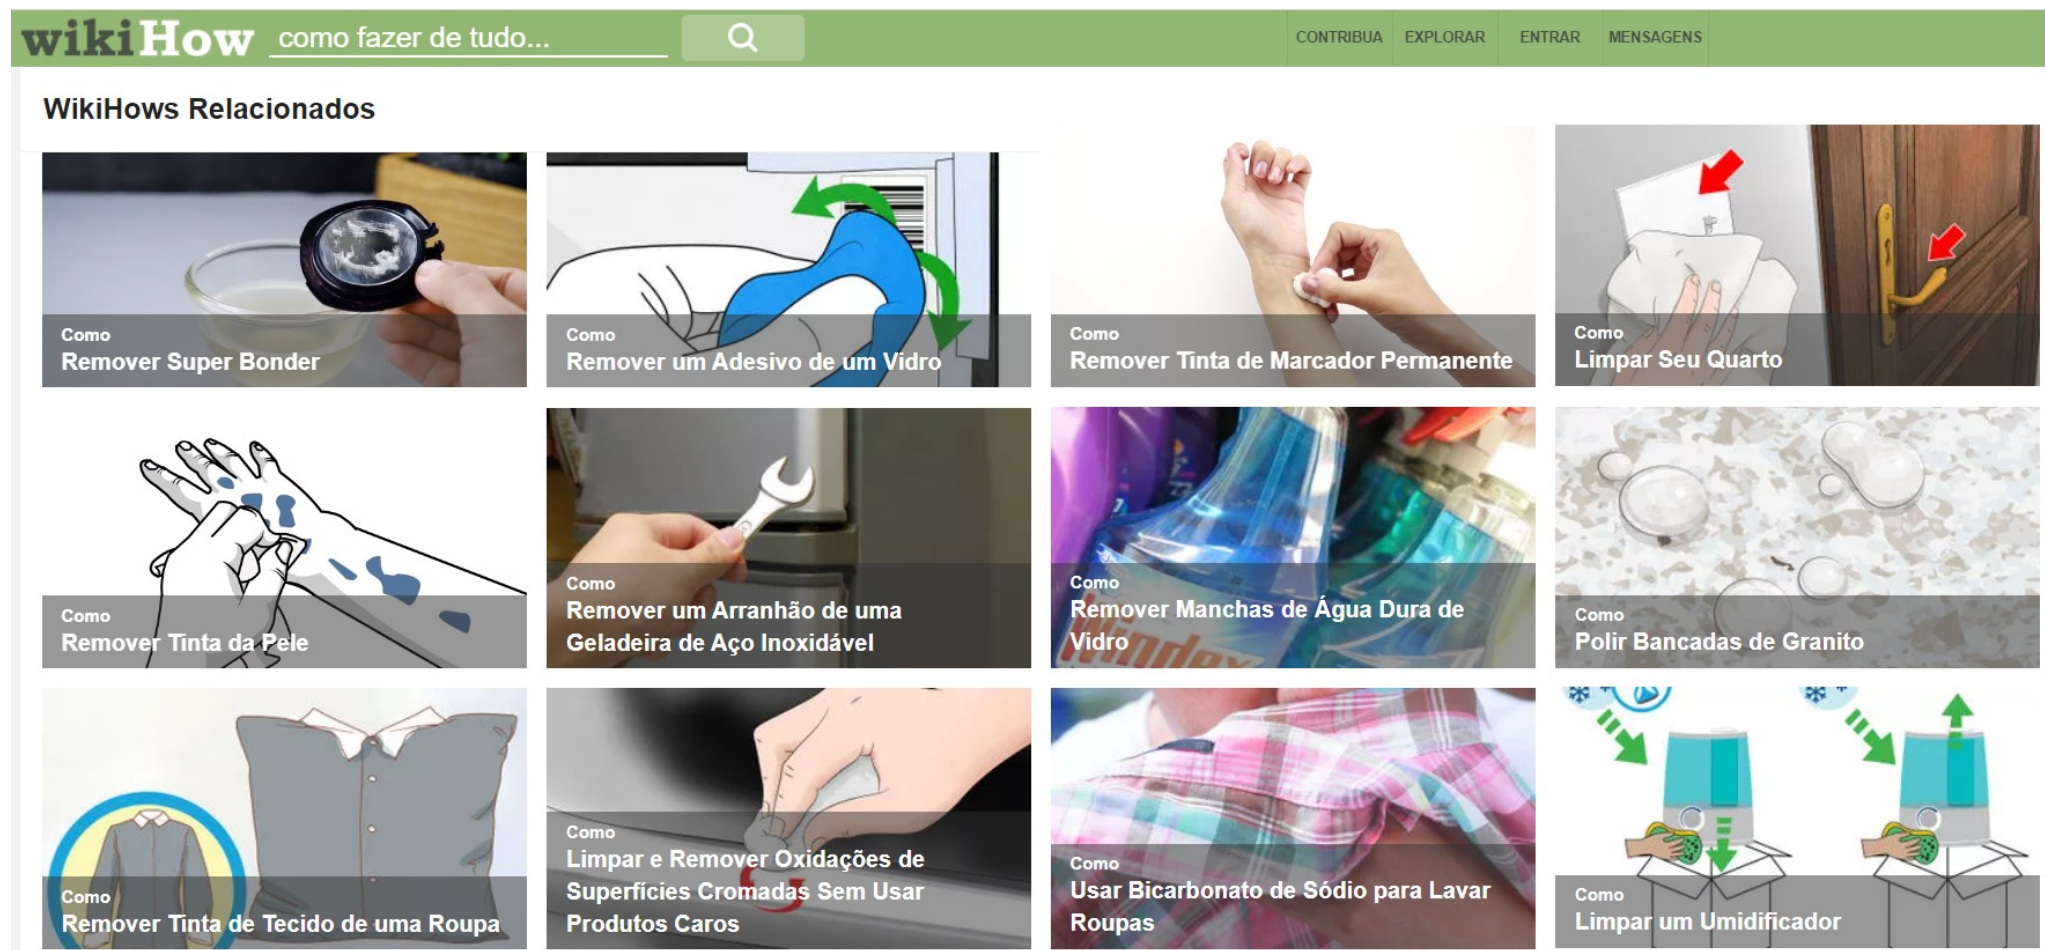 wikiHow como fazer de tudo... CONTRIBUA EXPLORAR ENTRAR MENSAGENS
WikiHows Relacionados
Como
Remover Super Bonder
Como
Remover um Adesivo de um Vidro
Como
Remover Tinta de Marcador Permanente
Como
Limpar Seu Quarto
Como
Remover Tinta da Pele
Como
Remover um Arranhão de uma
Geladeira de Aço Inoxidável
Como
Remover Manchas de Água Dura de
Vidro
Windex
Como
Polir Bancadas de Granito
Como
Remover Tinta de Tecido de uma Roupa
Como
Limpar e Remover Oxidações de
Superfícies Cromadas Sem Usar
Produtos Caros
Como
Usar Bicarbonato de Sódio para Lavar
Roupas
Como
Limpar um Umidificador